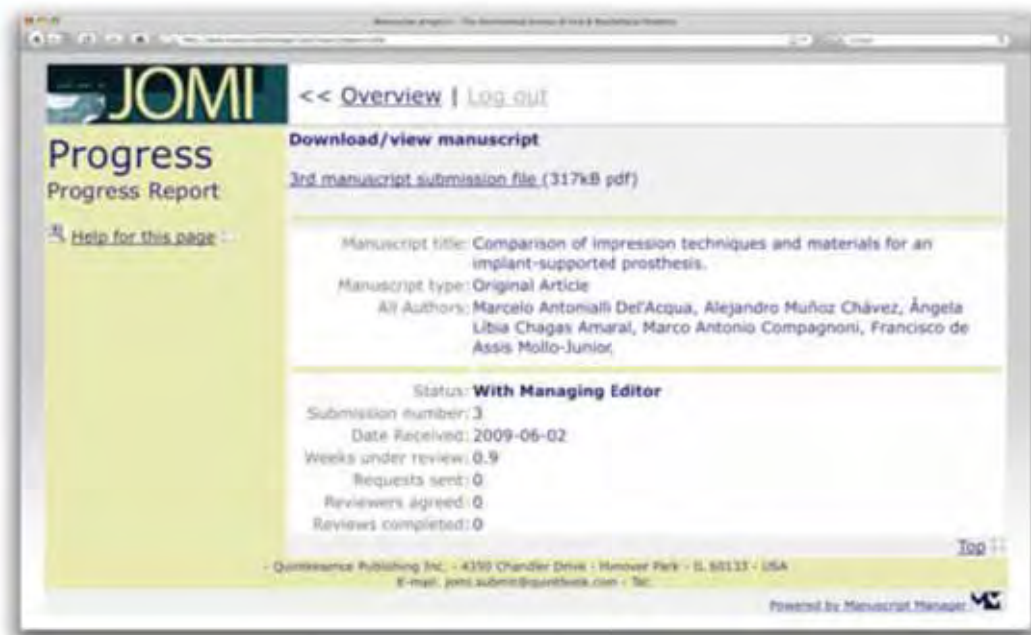 JOMI
<< Overview | Log out
Progress
Progress Report
Help for this page
Download/view manuscript
3rd manuscript submission file (317kB pdf)
Manuscript title: Comparison of impression techniques and materials for an
implant-supported prosthesis.
Manuscript type: Original Article
All Authors: Marcelo Antonialli Del'Acqua, Alejandro Muñoz Chávez, Ângela
Líbia Chagas Amaral, Marco Antonio Compagnoni, Francisco de
Assis Mollo-Junior.
Status: With Managing Editor
Submission number: 3
Date Received: 2009-06-02
Weeks under review: 0.9
Requests sent: 0
Reviewers agreed: 0
Reviews completed: 0
Top
- Quintessence Publishing Inc. - 4350 Chandler Drive - Hanover Park - IL 60133 - USA
E-mail: jomi.submit@quintbook.com - Tel:
Powered by Manuscript Manager